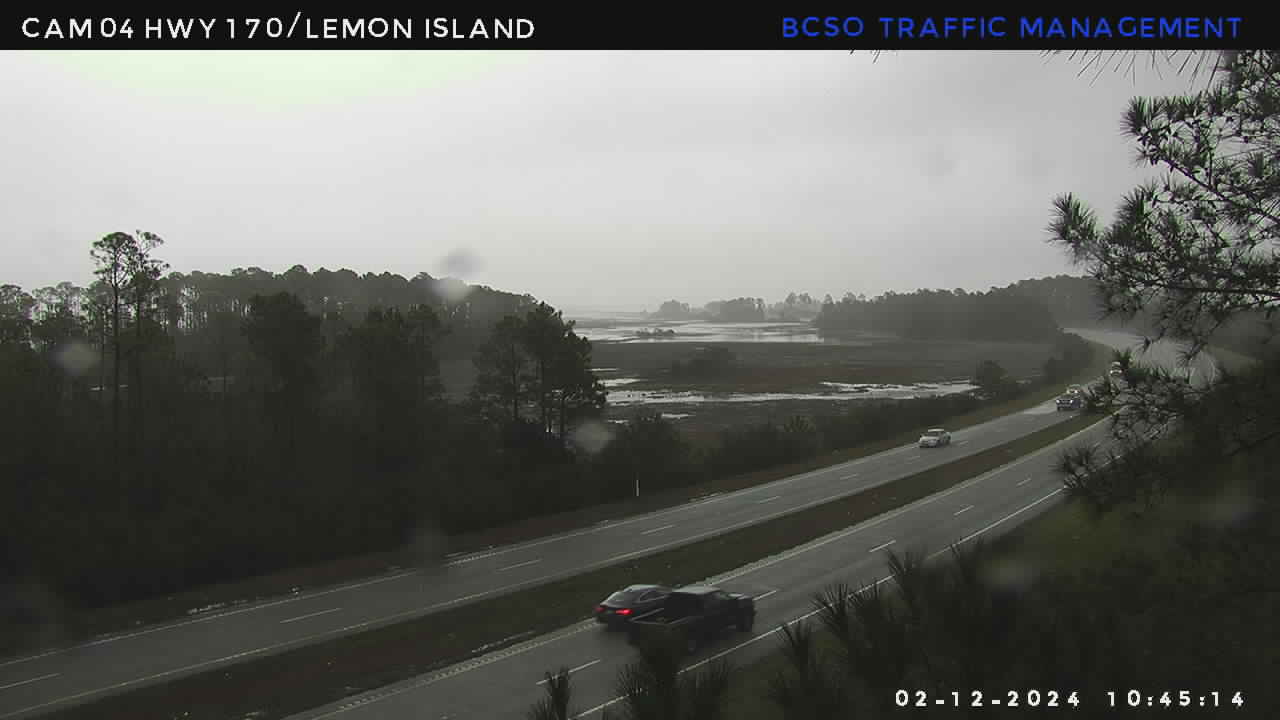 CAM04 HWY 170/LEMON ISLAND
BCSO TRAFFIC MANAGEMENT
02-12-2024 10:45:14